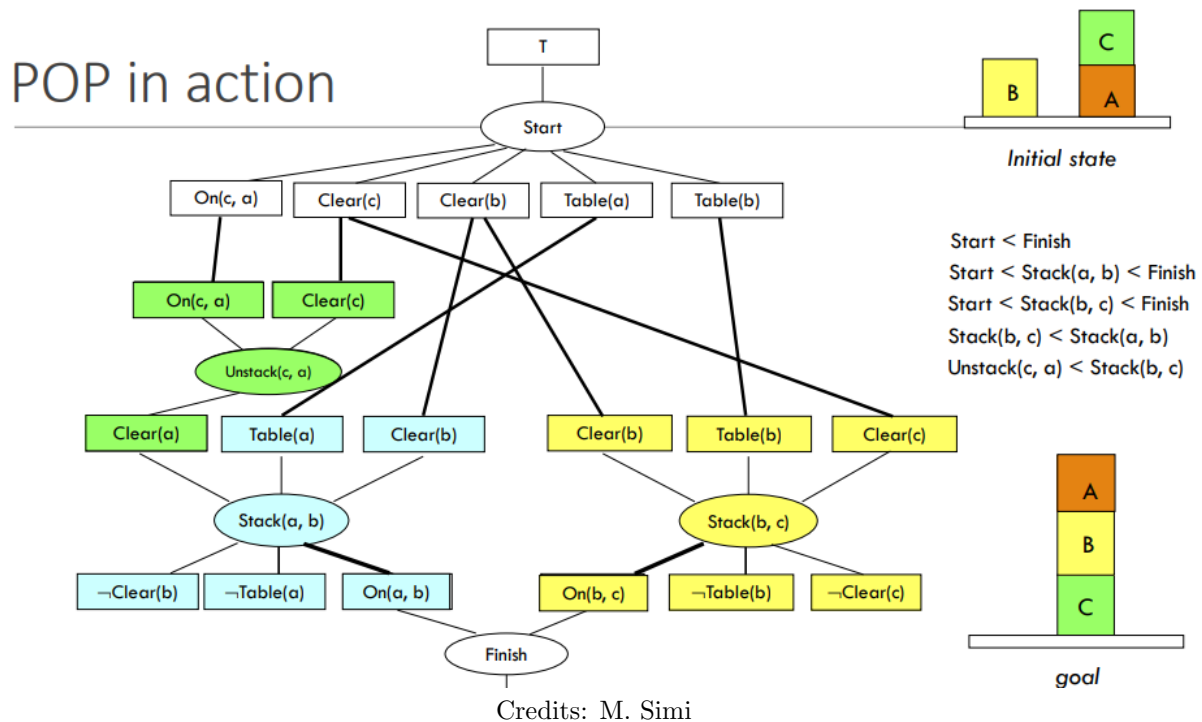 POP in action
T
Start
C
B
A
Initial state
On(c, a)
Clear(c)
Clear(b)
Table(a)
Table(b)
Start < Finish
Start < Stack(a, b) < Finish
Start < Stack(b, c) < Finish
Stack(b, c) < Stack(a, b)
Unstack(c, a) < Stack(b, c)
On(c, a)
Clear(c)
Unstack(c, a)
Clear(a)
Table(a)
Clear(b)
Clear(b)
Table(b)
Clear(c)
Stack(a, b)
Stack(b, c)
¬Clear(b)
¬Table(a)
On(a, b)
On(b, c)
¬Table(b)
¬Clear(c)
Finish
A
B
C
goal
Credits: M. Simi